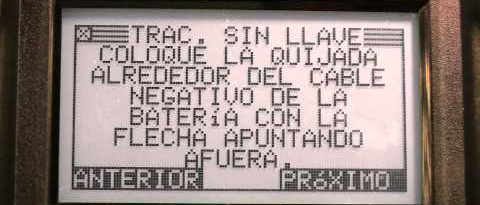 TRAC. SIN LLAVE
COLOQUE LA QUIJADA
ALREDEDOR DEL CABLE
NEGATIVO DE LA
BATERíA CON LA
FLECHA APUNTANDO
AFUERA.
ANTERIOR PRóXIMO